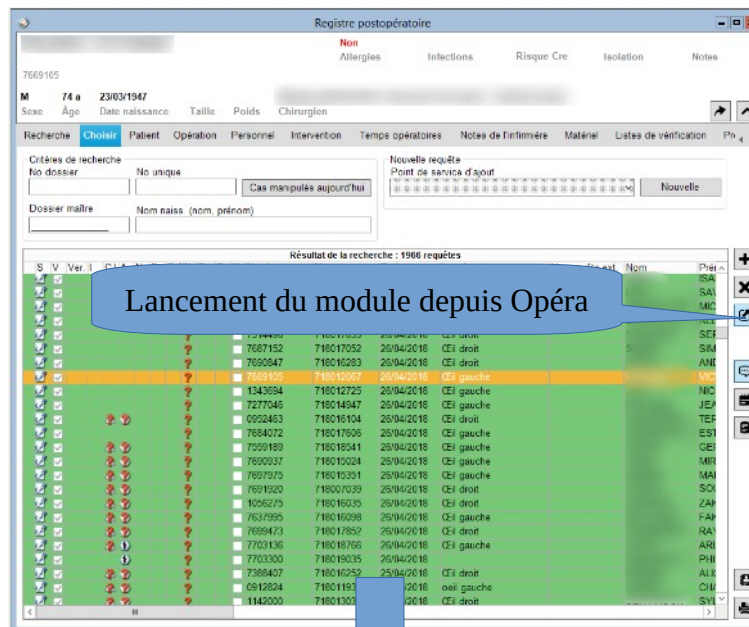 Registre postopératoire
Non
Allergies Infections Risque Cre Isolation Notes
7669105
M 74 a 23/03/1947
Sexe Âge Date naissance Taille Poids Chirurgien
Recherche Choisir Patient Opération Personnel Intervention Temps opératoires Notes de l'infirmière Matériel Listes de vérification
Critères de recherche Nouvelle requête
No dossier No unique Point de service d'ajout
Cas manipulés aujourd'hui Nouvelle
Dossier maître Nom naiss. (nom, prénom)
Résultat de la recherche : 1966 requêtes
S V Ver. Nom
Lancement du module depuis Opéra
7687152 718017052 26/04/2018 Œil droit SIM
7690847 718016283 26/04/2018 Œil droit
7669105 718012067 26/04/2018 Œil gauche
1343694 718012725 26/04/2018 Œil gauche NIC
7277046 718014947 26/04/2018 Œil gauche
0952463 718016104 26/04/2018 Œil droit
7684072 718017606 26/04/2018 Œil gauche EST
7559189 718018541 26/04/2018 Œil gauche
7690937 718015024 26/04/2018 Œil gauche MIR
7697975 718015351 26/04/2018 Œil gauche
7691920 718007039 26/04/2018 Œil droit
1056275 718016035 26/04/2018 Œil droit
7637995 718016098 26/04/2018 Œil gauche
7699473 718017852 26/04/2018 Œil droit
7703136 718018766 26/04/2018 Œil gauche
7703300 718019035 26/04/2018 PHI
7388407 718016252 25/04/2018 Œil droit
0912824 oeil gauche
1142000 Œil droit